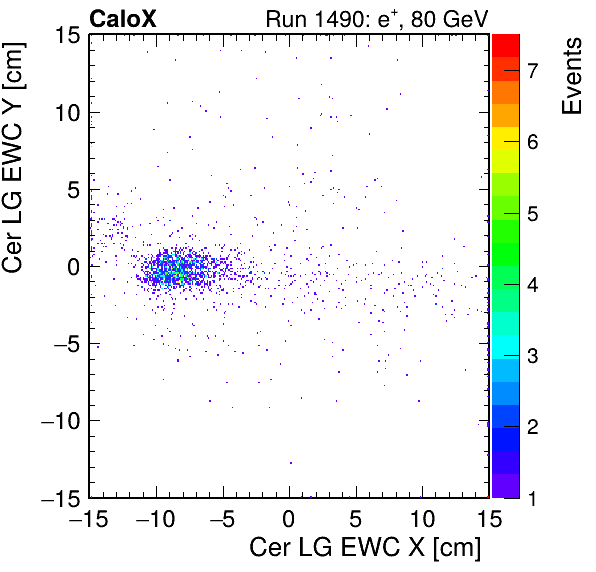 CaloX
Run 1490: e+, 80 GeV
Cer LG EWC Y [cm]
Events
15
10
5
0
−5
−10
−15
7
6
5
4
3
2
1
−15 −10 −5 0 5 10 15
Cer LG EWC X [cm]